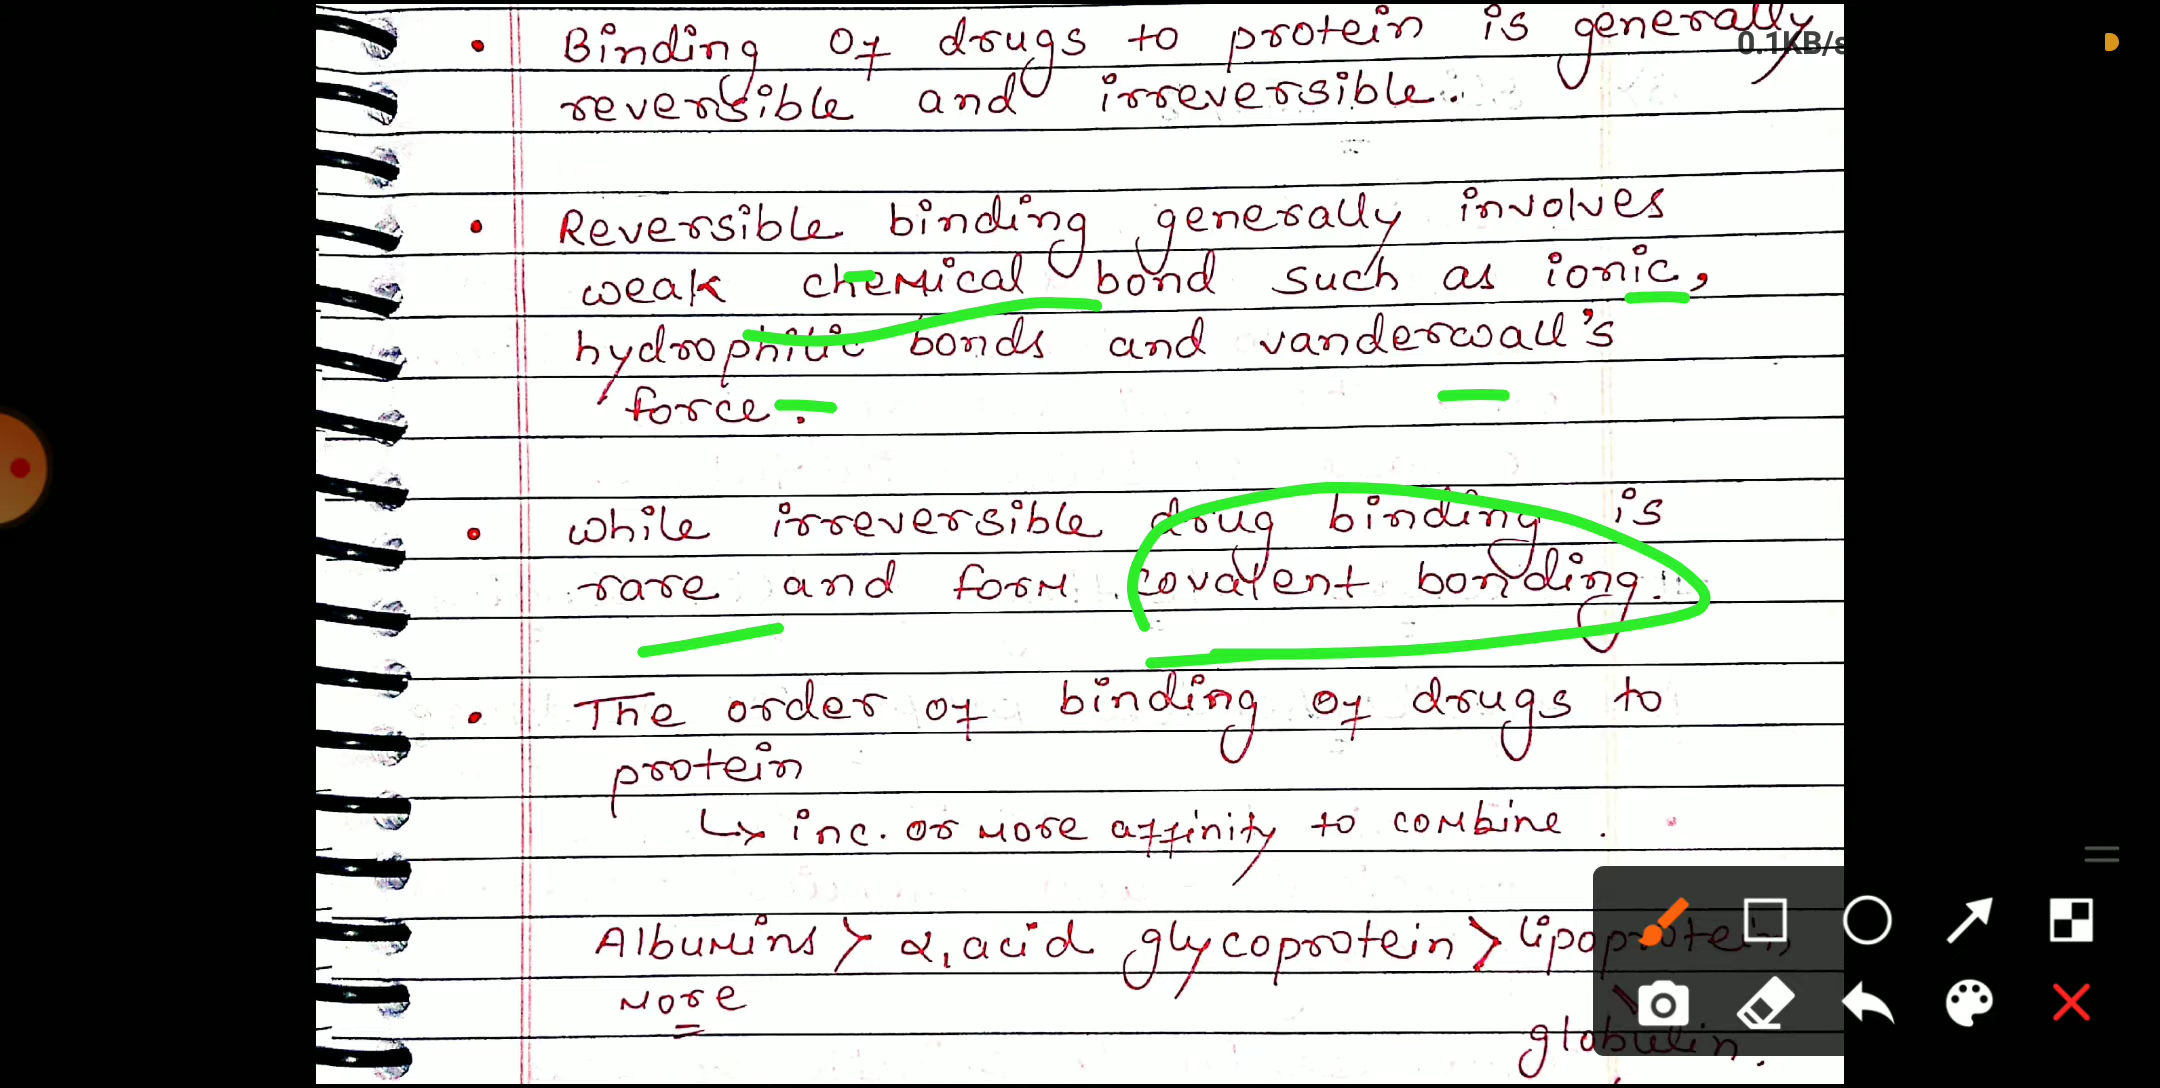 • Binding of drugs to protein is generally
0.1KB/s
reversible and irreversible.
• Reversible binding generally involves
weak chemical bond such as ionic,
hydrophilic bonds and vanderwall's
force.
• while irreversible drug binding is
rare and form covalent bonding.
• The order of binding of drugs to
protein
↳ inc. or more affinity to combine.
Albumins > α, acid glycoprotein > lipoprotein
more
> globulin.